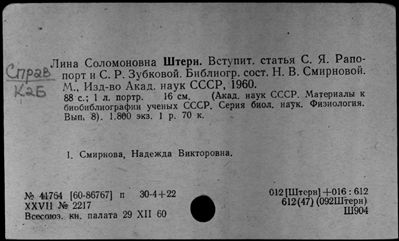 Справ
К2Б
Лина Соломоновна Штерн. Вступит. статья С. Я. Рапо-
порт и С. Р. Зубковой. Библиогр. сост. Н. В. Смирновой.
М., Изд-во Акад. наук СССР, 1960.
88 с.; 1 л. портр. 16 см. (Акад. наук СССР. Материалы к
биобиблиографии ученых СССР. Серия биол. наук. Физиология.
Вып. 8). 1.800 экз. 1 р. 70 к.
I. Смирнова, Надежда Викторовна.
№ 41764 [60-86767] п 30-4+22
XXVII № 2217
Всесоюз. кн. палата 29 XII 60
012 [Штерн] +016 : 612
612(47) (092Штерн)
Ш904